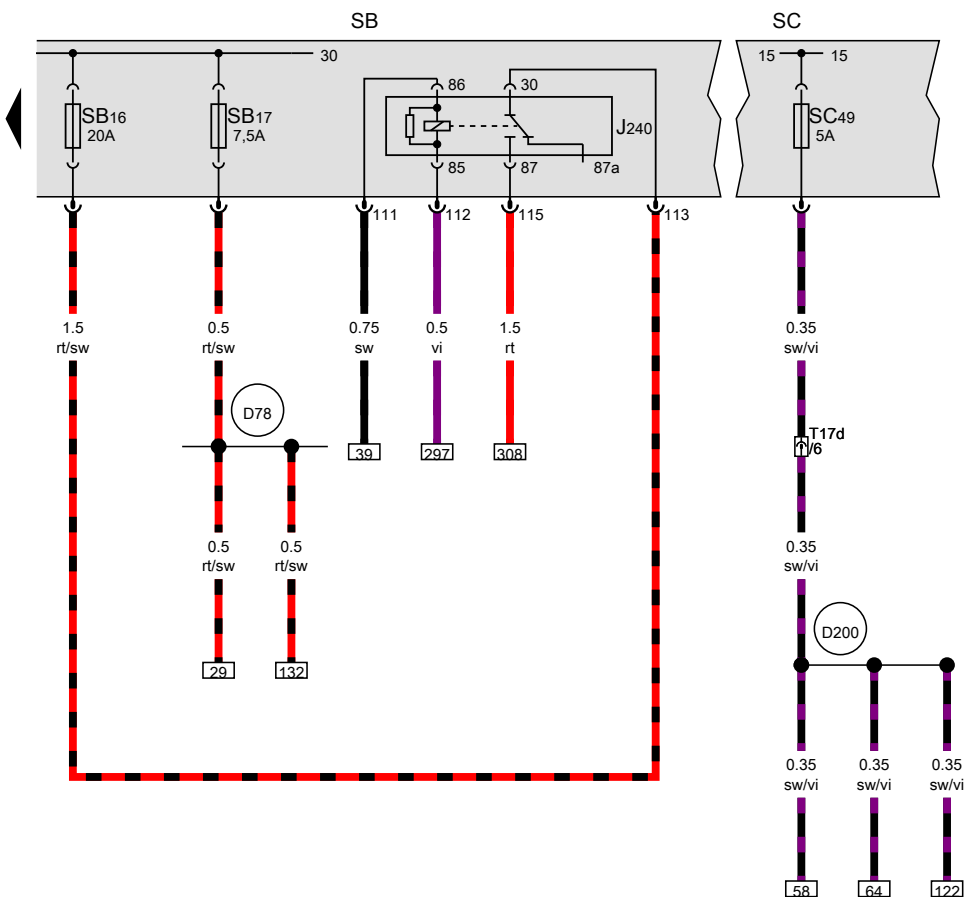 SB
SC
30
15
15
86
30
SB16
20A
SB17
7,5A
J240
SC49
5A
85
87
87a
111
112
115
113
1.5
rt/sw
0.5
rt/sw
0.75
sw
0.5
vi
1.5
rt
0.35
sw/vi
D78
T17d
/6
39
297
308
0.5
rt/sw
0.5
rt/sw
0.35
sw/vi
D200
29
132
0.35
sw/vi
0.35
sw/vi
0.35
sw/vi
58
64
122